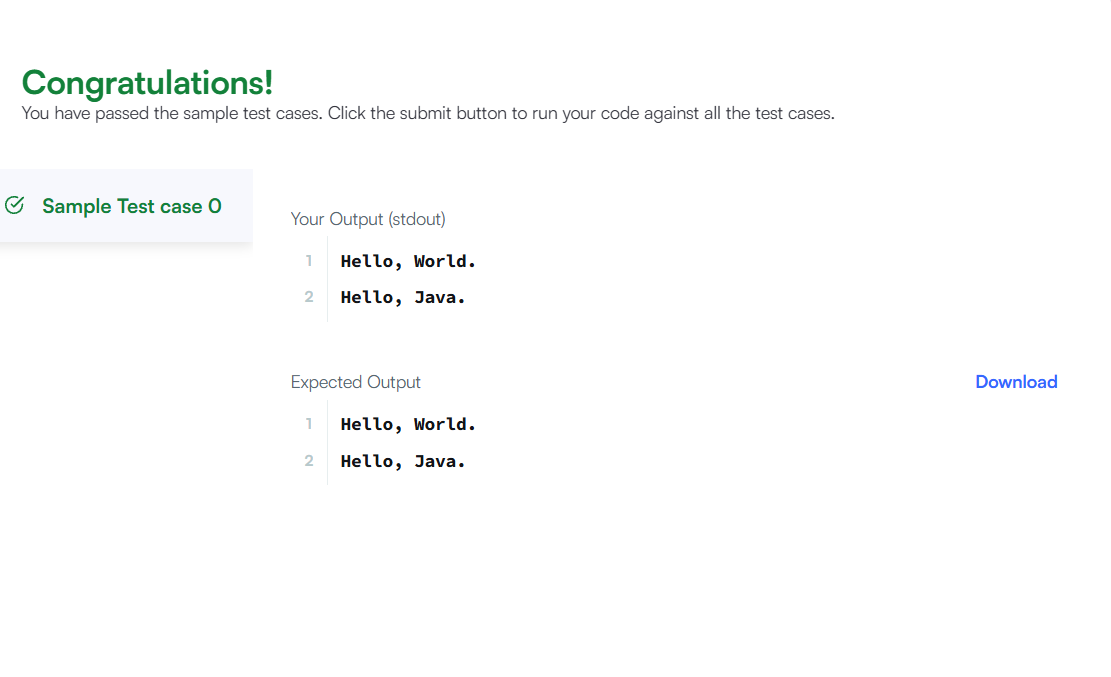 Congratulations!
You have passed the sample test cases. Click the submit button to run your code against all the test cases.
Sample Test case 0
Your Output (stdout)
1 Hello, World.
2 Hello, Java.
Expected Output Download
1 Hello, World.
2 Hello, Java.